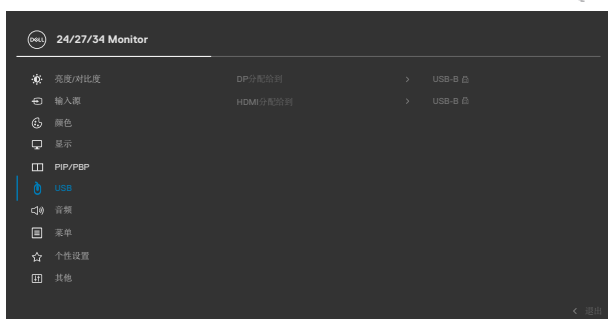 DELL 24/27/34 Monitor
亮度/对比度 DP分配给到 > USB-B
输入源 HDMI分配给到 > USB-B
颜色
显示
PIP/PBP
USB
音频
菜单
个性设置
其他
< 退出